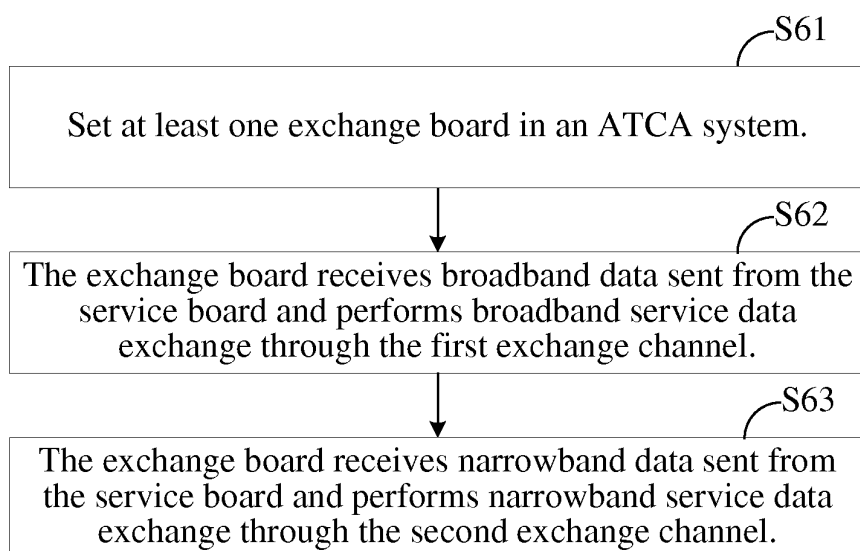 S61
Set at least one exchange board in an ATCA system.
S62
The exchange board receives broadband data sent from the
service board and performs broadband service data
exchange through the first exchange channel.
S63
The exchange board receives narrowband data sent from
the service board and performs narrowband service data
exchange through the second exchange channel.